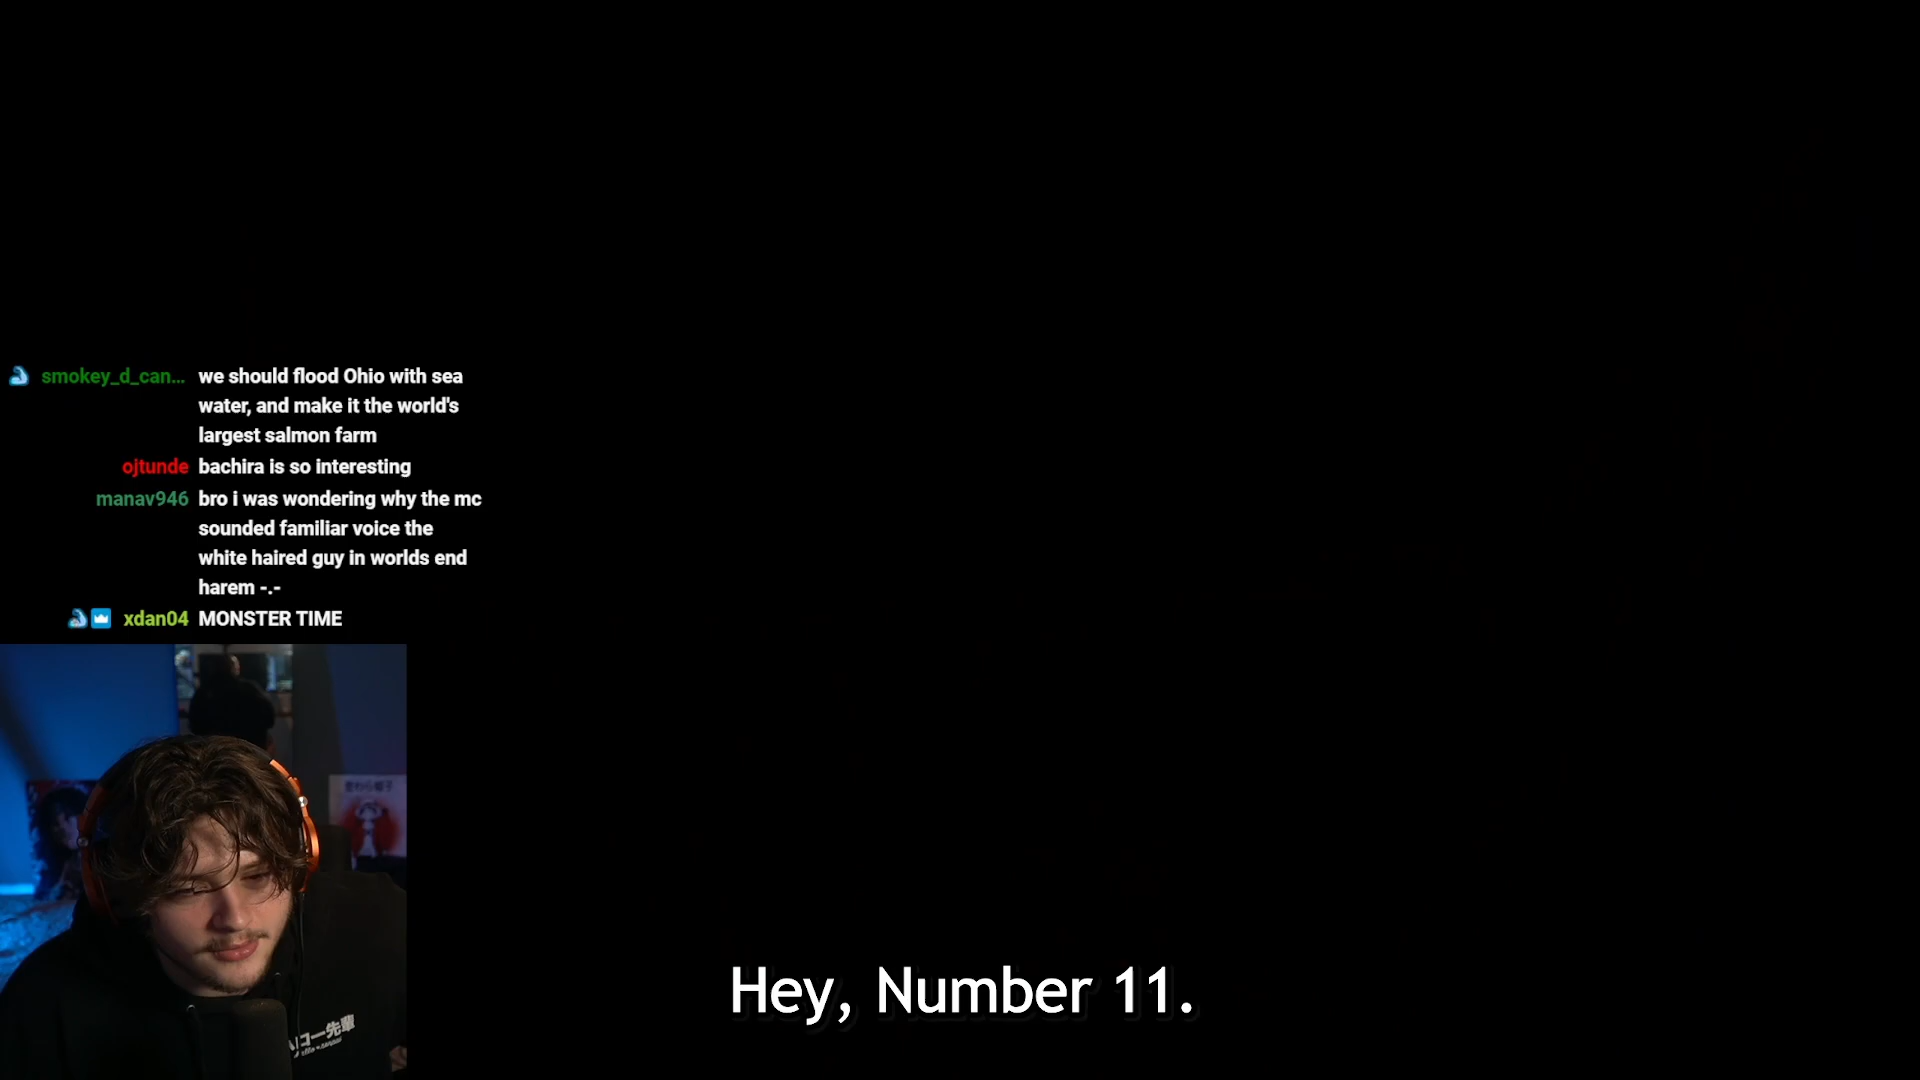 smokey_d_can... we should flood Ohio with sea
water, and make it the world's
largest salmon farm
ojtunde bachira is so interesting
manav946 bro i was wondering why the mc
sounded familiar voice the
white haired guy in worlds end
harem -.-
xdan04 MONSTER TIME
Hey, Number 11.